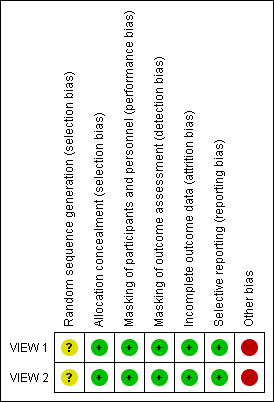 Random sequence generation (selection bias)
Allocation concealment (selection bias)
Masking of participants and personnel (performance bias)
Masking of outcome assessment (detection bias)
Incomplete outcome data (attrition bias)
Selective reporting (reporting bias)
Other bias
VIEW 1 ? + + + + + -
VIEW 2 ? + + + + + -